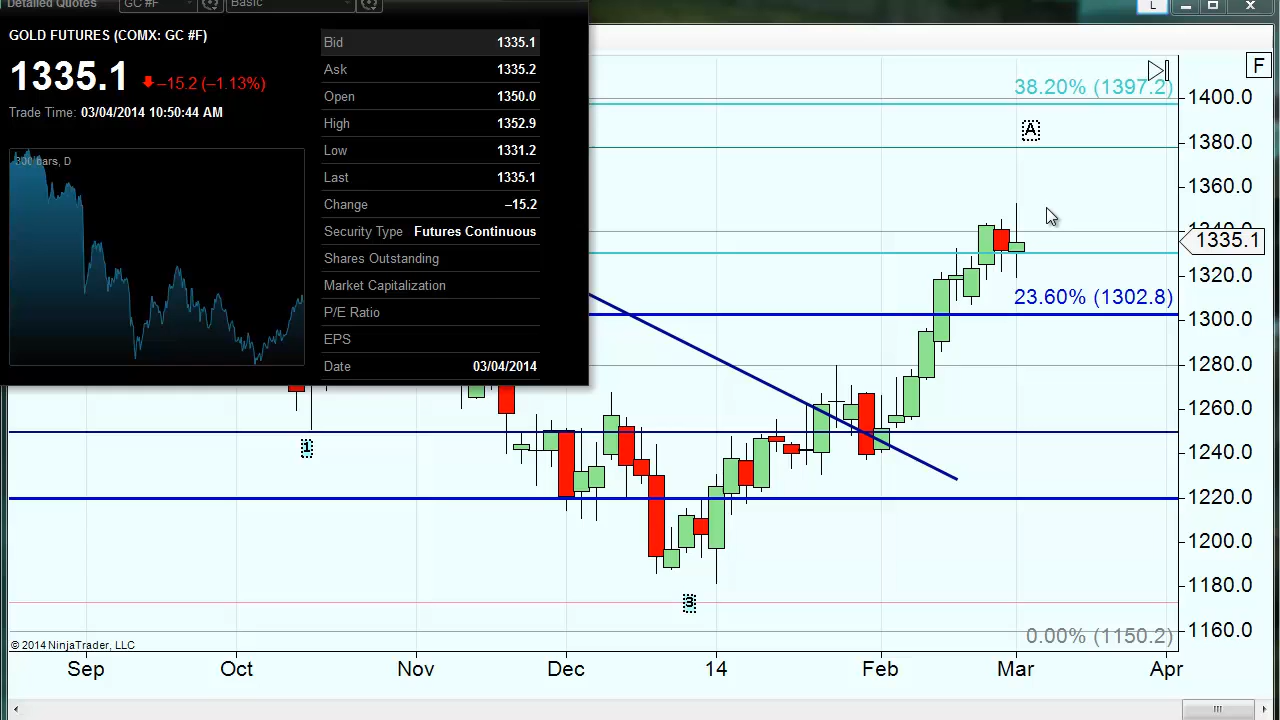 Detailed Quotes GC #F Basic
GOLD FUTURES (COMX: GC #F)
1335.1 –15.2 (–1.13%)
Trade Time: 03/04/2014 10:50:44 AM
300 bars, D
Bid 1335.1
Ask 1335.2
Open 1350.0
High 1352.9
Low 1331.2
Last 1335.1
Change –15.2
Security Type Futures Continuous
Shares Outstanding
Market Capitalization
P/E Ratio
EPS
Date 03/04/2014
L
F
38.20% (1397.2)
A
23.60% (1302.8)
1
3
0.00% (1150.2)
1400.0
1380.0
1360.0
1340.0
1335.1
1320.0
1300.0
1280.0
1260.0
1240.0
1220.0
1200.0
1180.0
1160.0
© 2014 NinjaTrader, LLC
Sep Oct Nov Dec 14 Feb Mar Apr